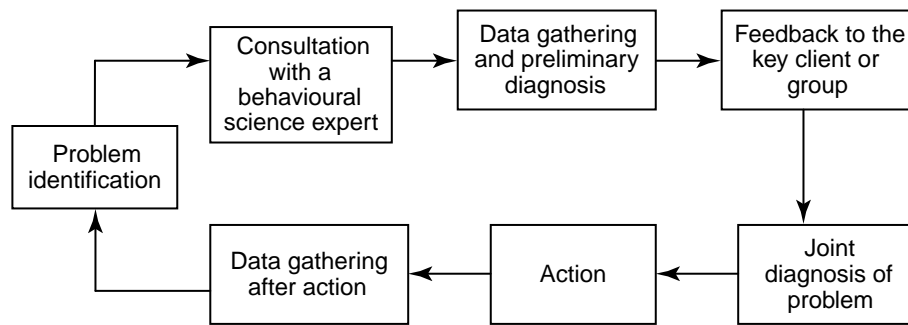 Problem
identification
Consultation
with a
behavioural
science expert
Data gathering
and preliminary
diagnosis
Feedback to the
key client or
group
Joint
diagnosis of
problem
Action
Data gathering
after action